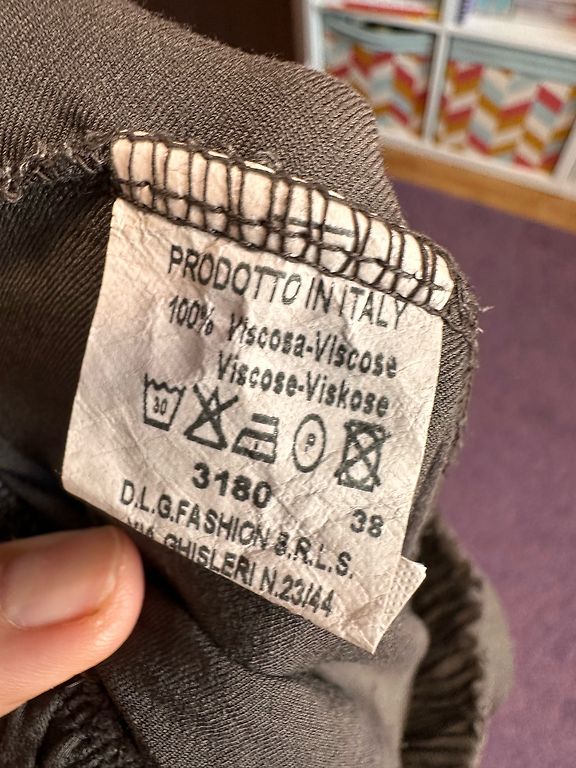 PRODOTTO IN ITALY
100% Viscosa-Viscose
Viscose-Viskose
30 P
3180
38
D.L.G.FASHION S.R.L.S.
VIA GHISLERI N.23/44